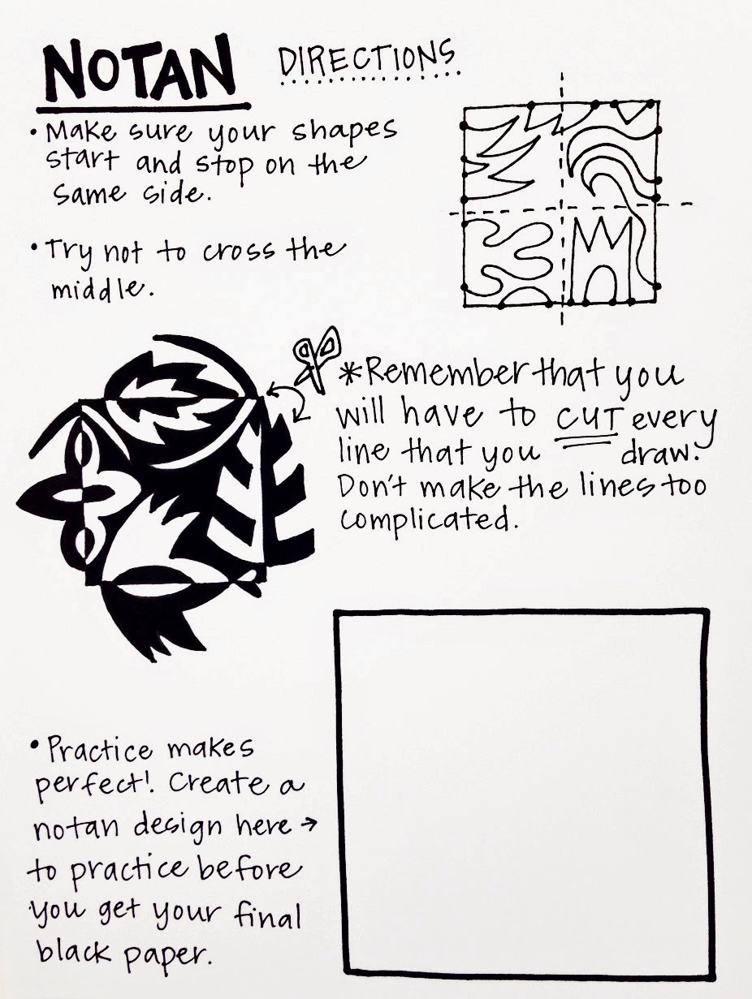 NOTAN DIRECTIONS
• Make sure your shapes
start and stop on the
same side.
• Try not to cross the
middle.
*Remember that you
will have to CUT every
line that you draw.
Don't make the lines too
complicated.
• Practice makes
perfect!. Create a
notan design here →
to practice before
you get your final
black paper.